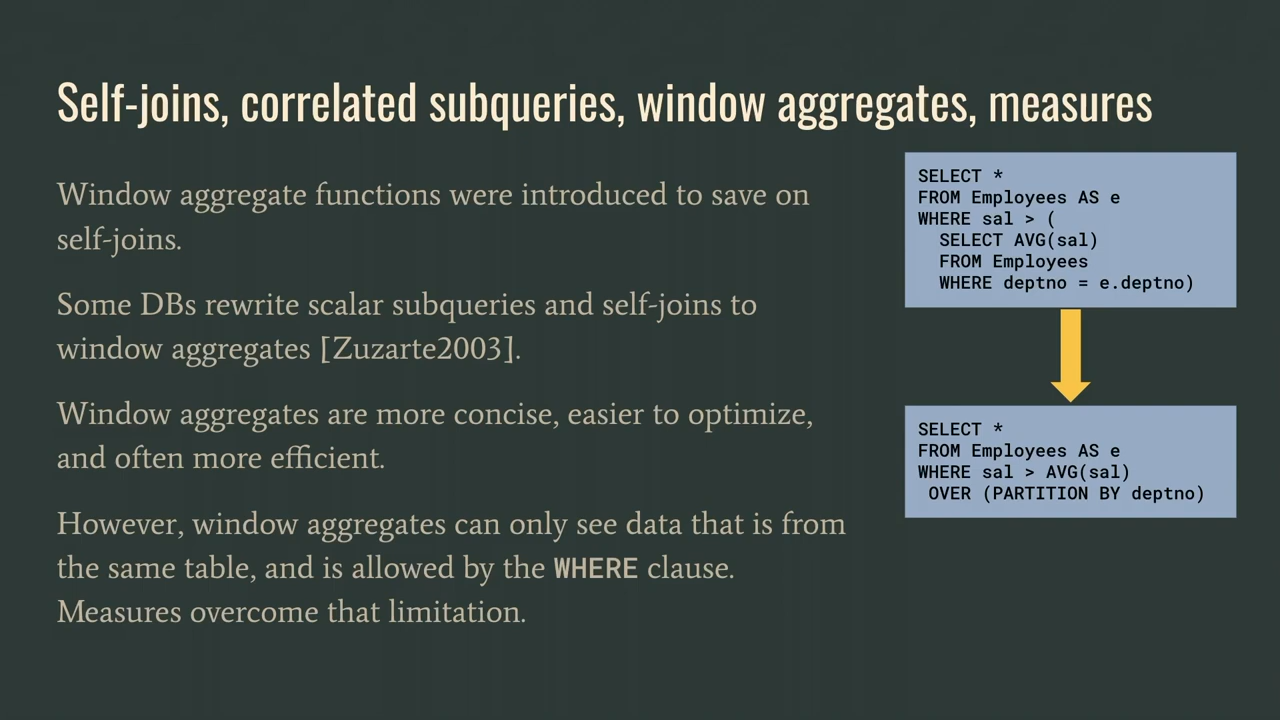 Self-joins, correlated subqueries, window aggregates, measures
Window aggregate functions were introduced to save on
self-joins.
Some DBs rewrite scalar subqueries and self-joins to
window aggregates [Zuzarte2003].
Window aggregates are more concise, easier to optimize,
and often more efficient.
However, window aggregates can only see data that is from
the same table, and is allowed by the WHERE clause.
Measures overcome that limitation.
SELECT *
FROM Employees AS e
WHERE sal > (
  SELECT AVG(sal)
  FROM Employees
  WHERE deptno = e.deptno)
SELECT *
FROM Employees AS e
WHERE sal > AVG(sal)
 OVER (PARTITION BY deptno)